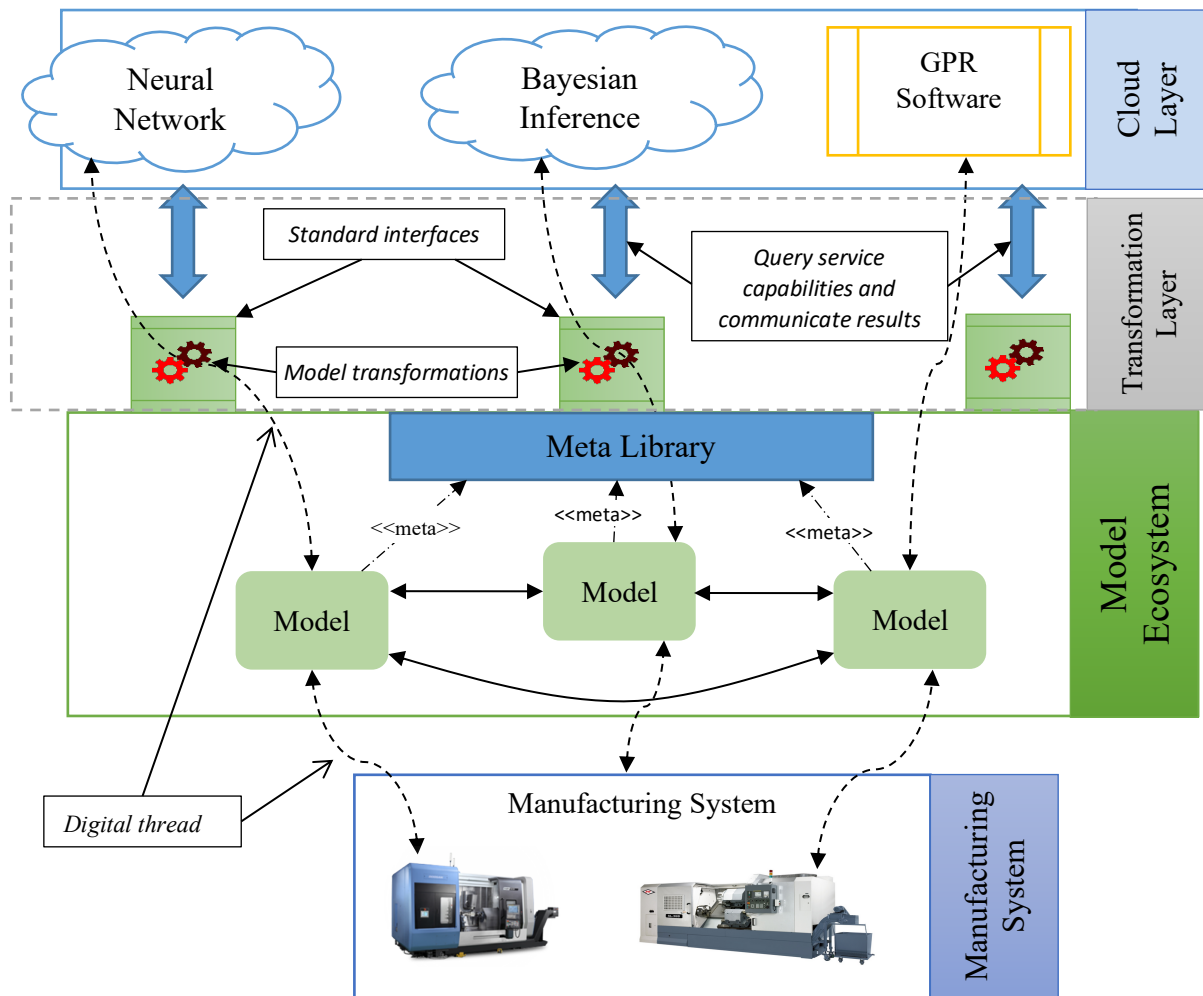 Neural
Network
Bayesian
Inference
GPR
Software
Cloud
Layer
Standard interfaces
Query service
capabilities and
communicate results
Model transformations
Transformation
Layer
Meta Library
<<meta>>
<<meta>>
<<meta>>
Model
Model
Model
Model
Ecosystem
Digital thread
Manufacturing System
Manufacturing
System